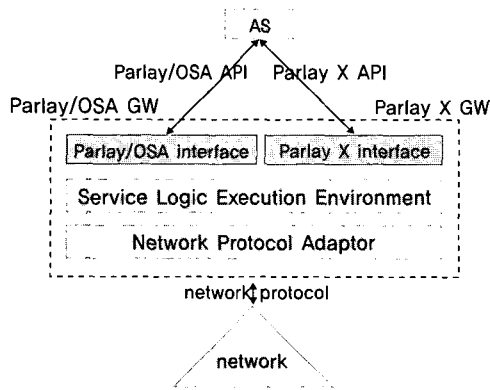 AS
Parlay/OSA API Parlay X API
Parlay/OSA GW Parlay X GW
Parlay/OSA interface Parlay X interface
Service Logic Execution Environment
Network Protocol Adaptor
network protocol
network